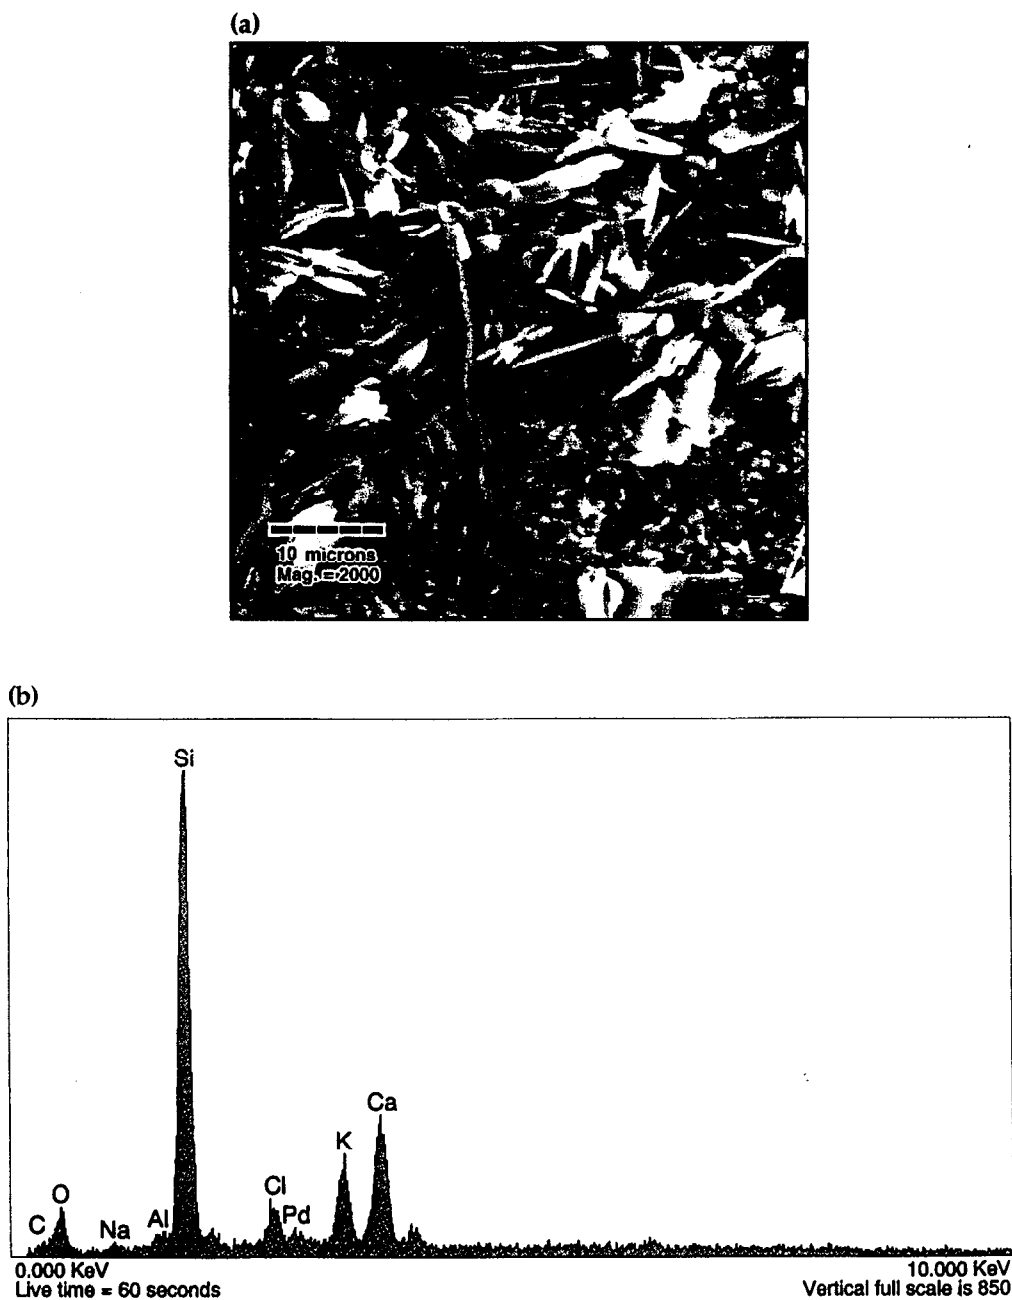 (a)
10 microns
Mag. = 2000
(b)
Si
Ca
K
Cl
O
Pd
Al
C
Na
0.000 KeV
10.000 KeV
Live time = 60 seconds
Vertical full scale is 850